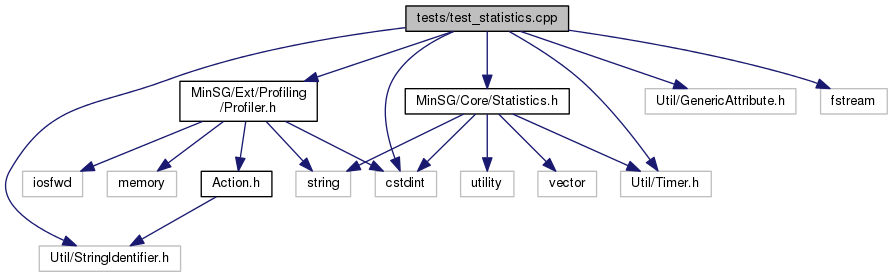 tests/test_statistics.cpp
MinSG/Ext/Profiling
/Profiler.h
MinSG/Core/Statistics.h
Util/GenericAttribute.h
fstream
iosfwd
memory
Action.h
string
cstdint
utility
vector
Util/Timer.h
Util/StringIdentifier.h